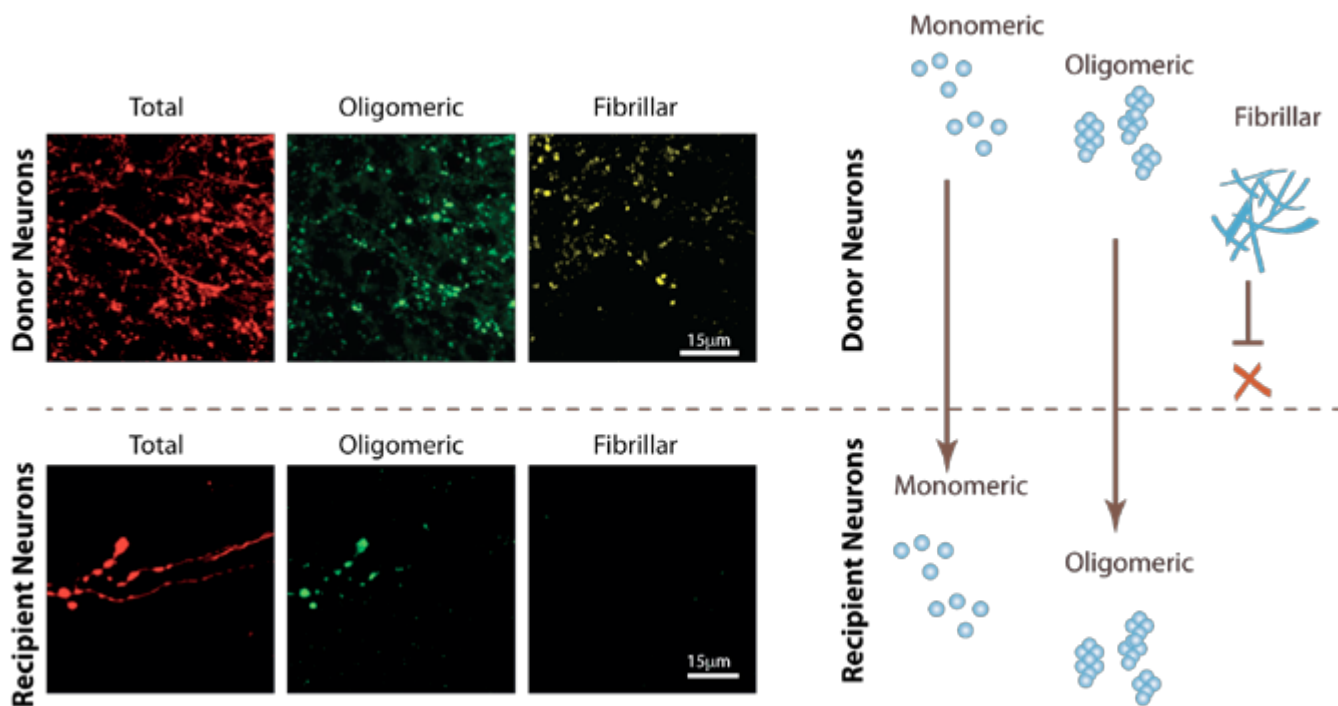 Total
Oligomeric
Fibrillar
Donor Neurons
15μm
Monomeric
Oligomeric
Fibrillar
Donor Neurons
Total
Oligomeric
Fibrillar
Recipient Neurons
15μm
Monomeric
Oligomeric
Recipient Neurons